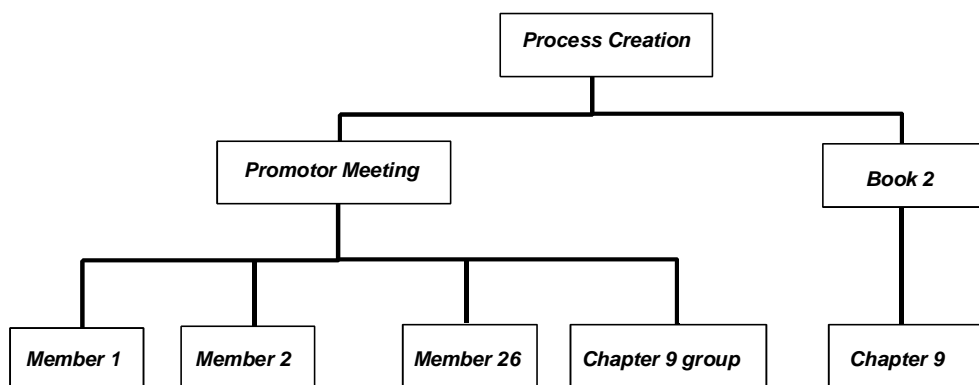 Process Creation
Promotor Meeting
Book 2
Member 1
Member 2
Member 26
Chapter 9 group
Chapter 9